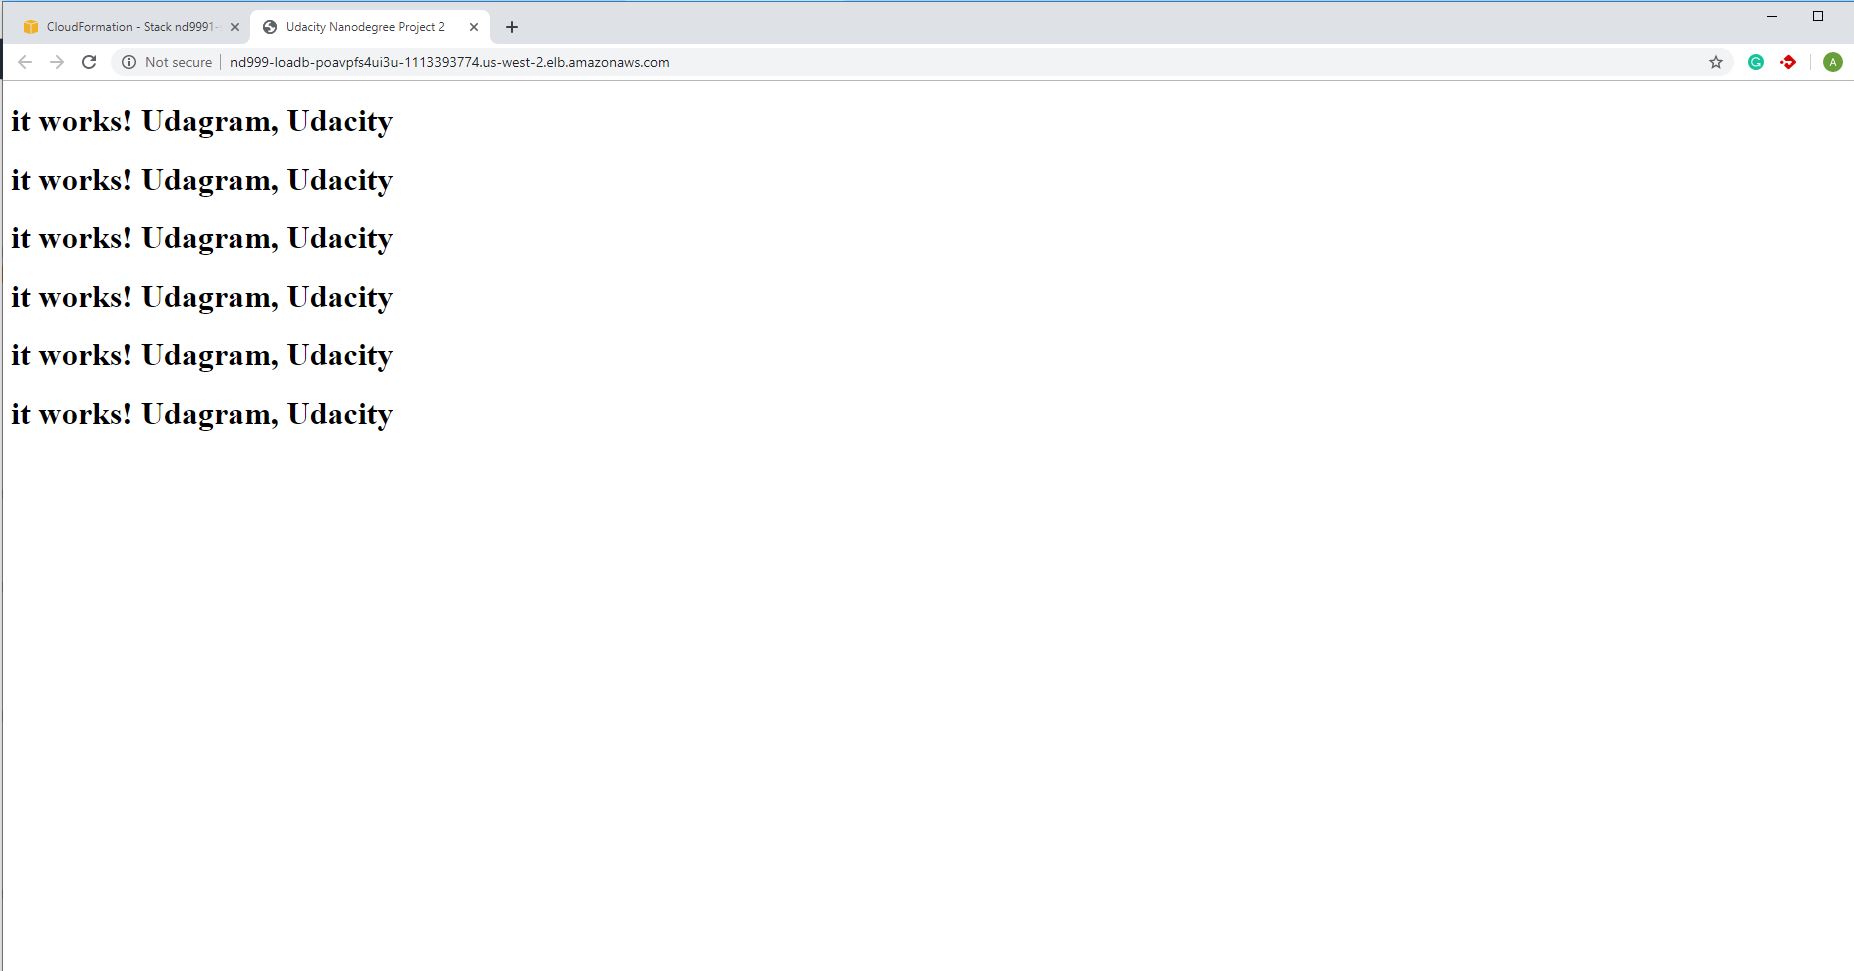 CloudFormation - Stack nd9991-
Udacity Nanodegree Project 2
Not secure
nd999-loadb-poavpfs4ui3u-1113393774.us-west-2.elb.amazonaws.com
A
it works! Udagram, Udacity
it works! Udagram, Udacity
it works! Udagram, Udacity
it works! Udagram, Udacity
it works! Udagram, Udacity
it works! Udagram, Udacity